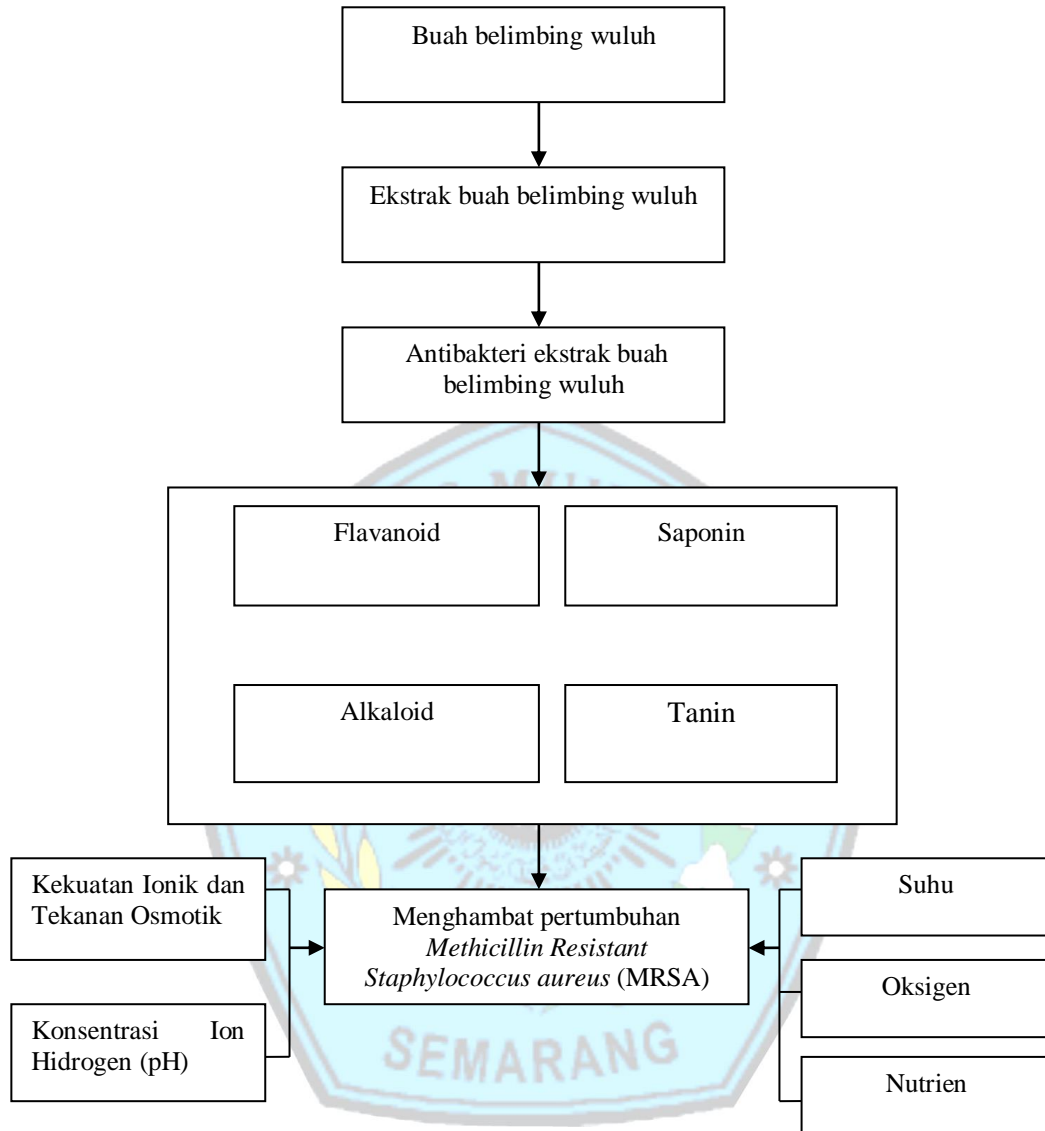 Buah belimbing wuluh
Ekstrak buah belimbing wuluh
Antibakteri ekstrak buah
belimbing wuluh
Flavanoid
Saponin
Alkaloid
Tanin
Kekuatan Ionik dan
Tekanan Osmotik
Konsentrasi Ion
Hidrogen (pH)
Menghambat pertumbuhan
Methicillin Resistant
Staphylococcus aureus (MRSA)
Suhu
Oksigen
Nutrien
SEMARANG